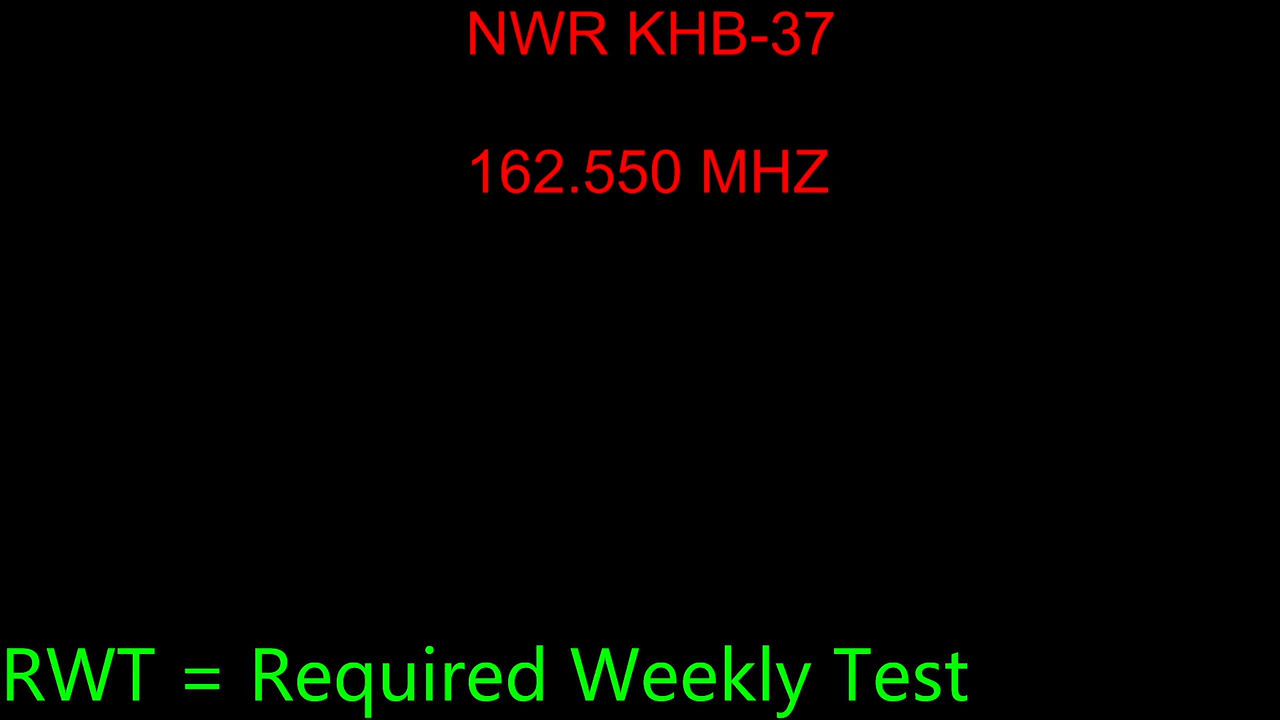 NWR KHB-37
162.550 MHZ
RWT = Required Weekly Test